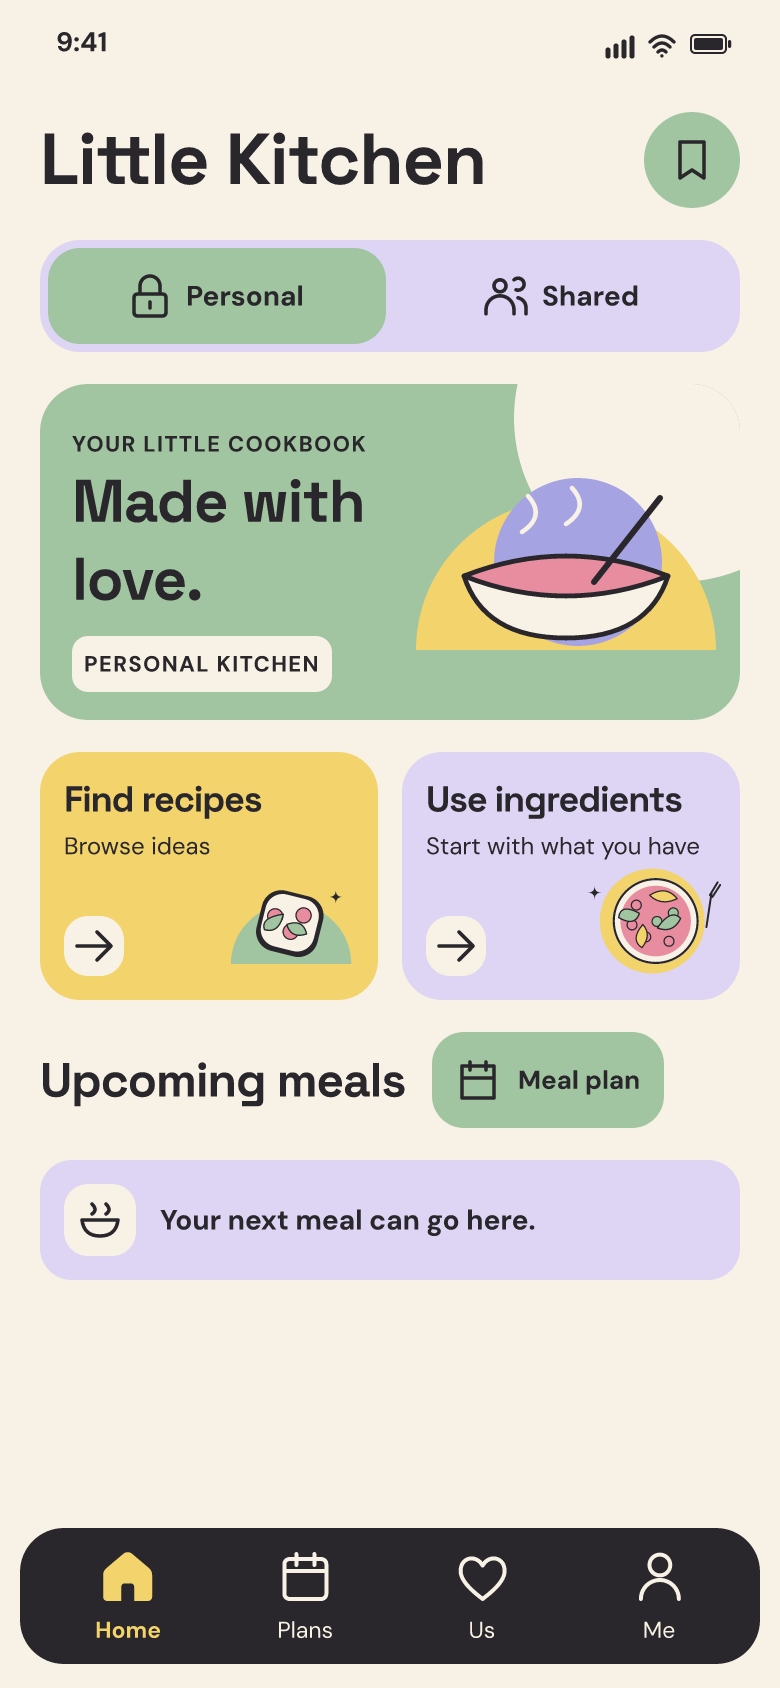 9:41
Little Kitchen
Personal
Shared
YOUR LITTLE COOKBOOK
Made with
love.
PERSONAL KITCHEN
Find recipes
Browse ideas
Use ingredients
Start with what you have
Upcoming meals
Meal plan
Your next meal can go here.
Home
Plans
Us
Me